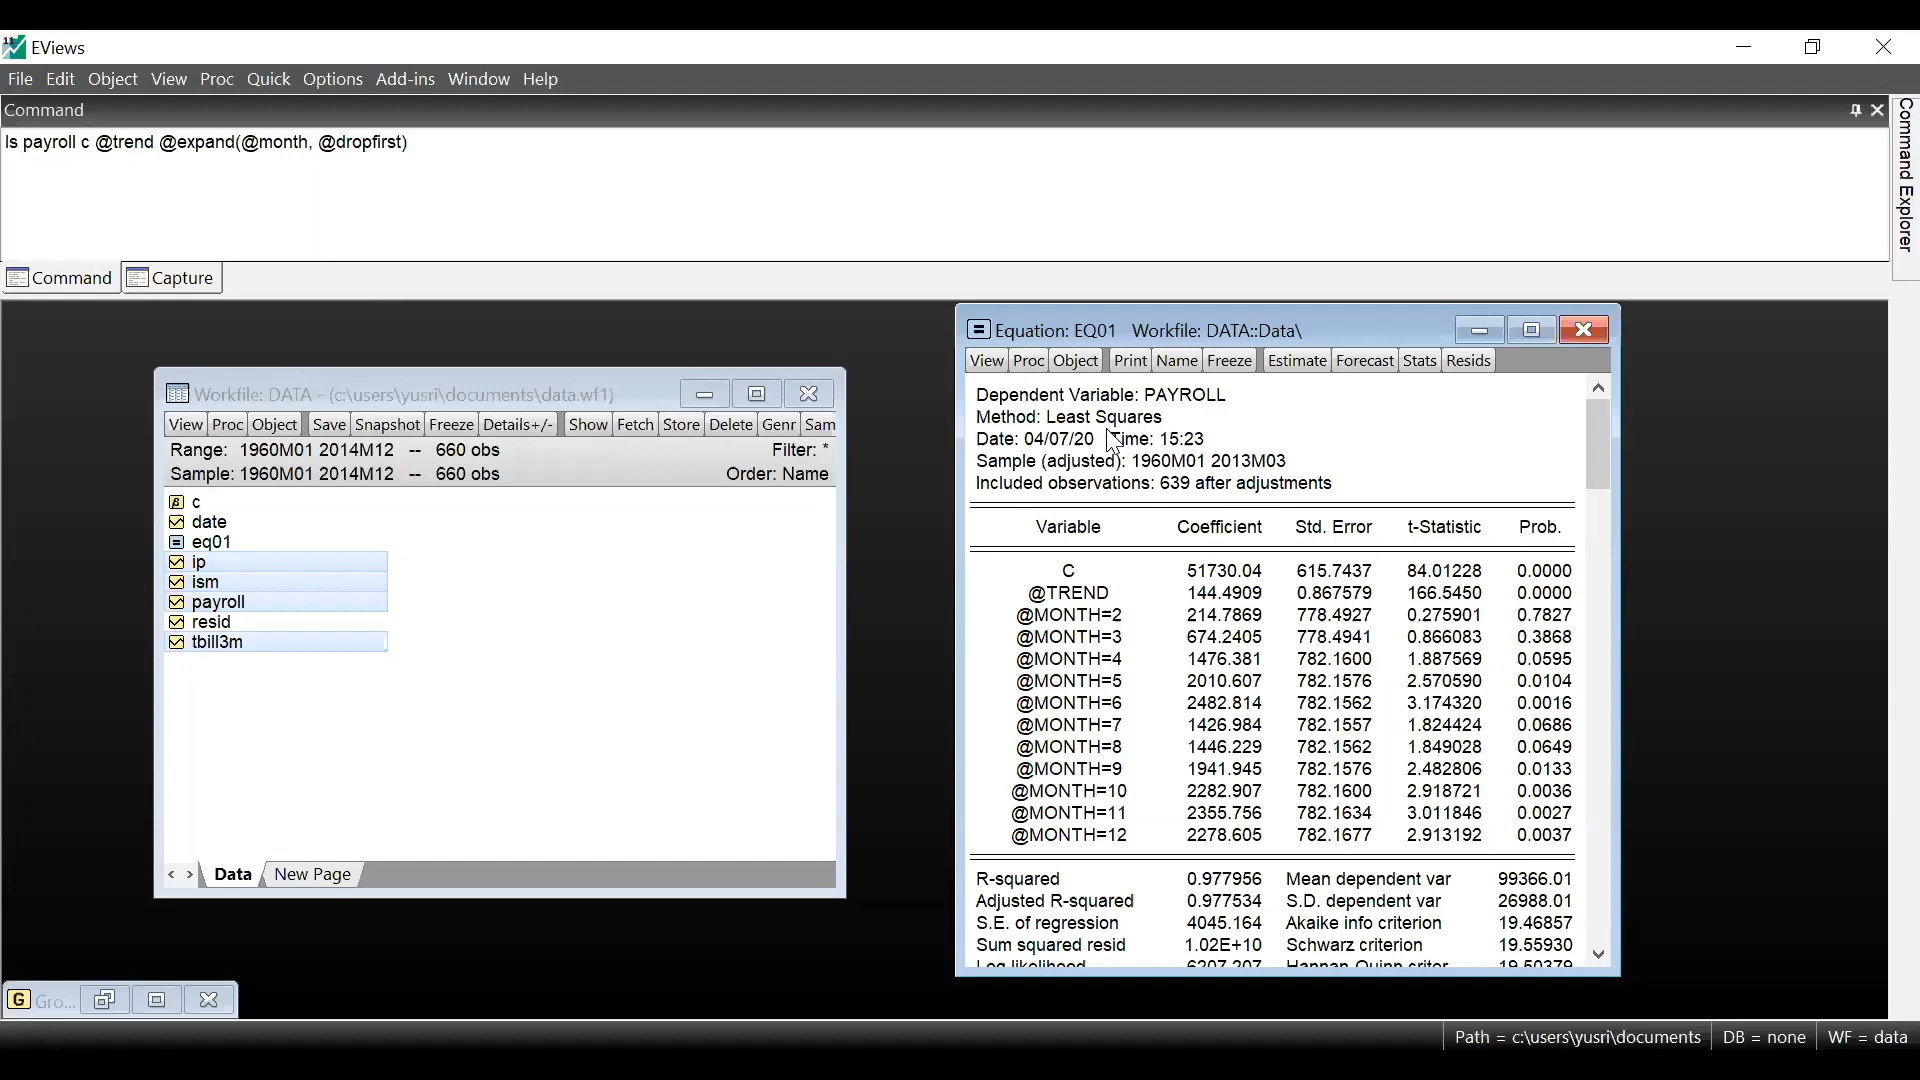 EViews
File Edit Object View Proc Quick Options Add-ins Window Help
Command
ls payroll c @trend @expand(@month, @dropfirst)
Command Explorer
Command Capture
Workfile: DATA - (c:\users\yusri\documents\data.wf1)
View Proc Object Save Snapshot Freeze Details+/- Show Fetch Store Delete Genr Sam
Range: 1960M01 2014M12 -- 660 obs Filter: *
Sample: 1960M01 2014M12 -- 660 obs Order: Name
c
date
eq01
ip
ism
payroll
resid
tbill3m
Data New Page
Equation: EQ01 Workfile: DATA::Data\
View Proc Object Print Name Freeze Estimate Forecast Stats Resids
Dependent Variable: PAYROLL
Method: Least Squares
Date: 04/07/20 Time: 15:23
Sample (adjusted): 1960M01 2013M03
Included observations: 639 after adjustments
Variable Coefficient Std. Error t-Statistic Prob.
C 51730.04 615.7437 84.01228 0.0000
@TREND 144.4909 0.867579 166.5450 0.0000
@MONTH=2 214.7869 778.4927 0.275901 0.7827
@MONTH=3 674.2405 778.4941 0.866083 0.3868
@MONTH=4 1476.381 782.1600 1.887569 0.0595
@MONTH=5 2010.607 782.1576 2.570590 0.0104
@MONTH=6 2482.814 782.1562 3.174320 0.0016
@MONTH=7 1426.984 782.1557 1.824424 0.0686
@MONTH=8 1446.229 782.1562 1.849028 0.0649
@MONTH=9 1941.945 782.1576 2.482806 0.0133
@MONTH=10 2282.907 782.1600 2.918721 0.0036
@MONTH=11 2355.756 782.1634 3.011846 0.0027
@MONTH=12 2278.605 782.1677 2.913192 0.0037
R-squared 0.977956 Mean dependent var 99366.01
Adjusted R-squared 0.977534 S.D. dependent var 26988.01
S.E. of regression 4045.164 Akaike info criterion 19.46857
Sum squared resid 1.02E+10 Schwarz criterion 19.55930
Log likelihood 6207.207 Hannan-Quinn criter. 19.50379
G Gro...
Path = c:\users\yusri\documents DB = none WF = data